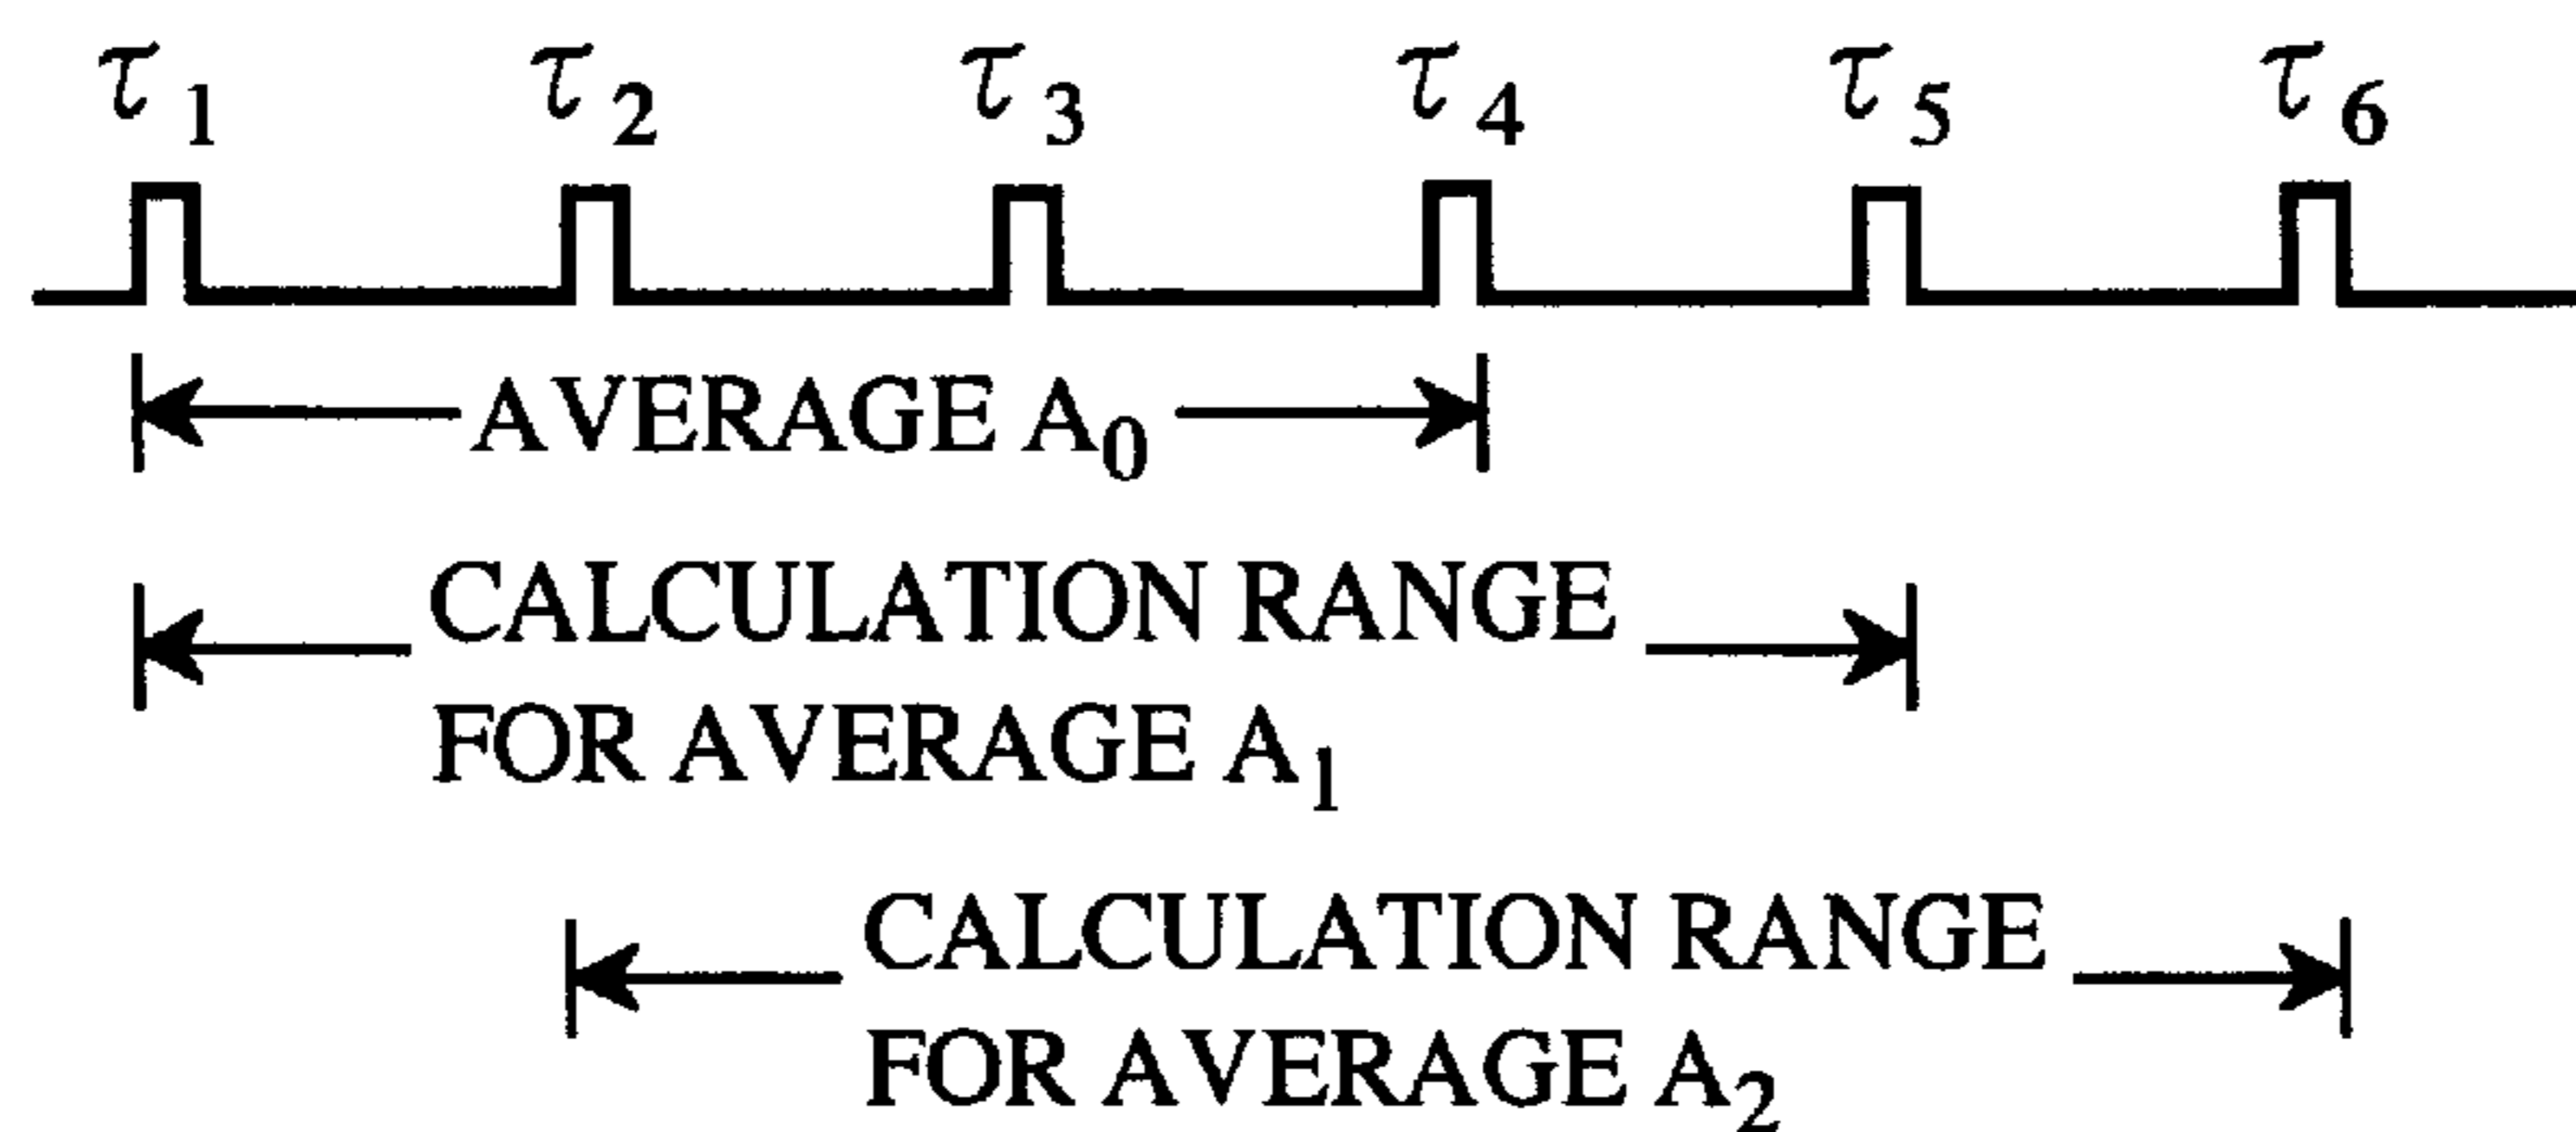 τ1 τ2 τ3 τ4 τ5 τ6
AVERAGE A0
CALCULATION RANGE
FOR AVERAGE A1
CALCULATION RANGE
FOR AVERAGE A2